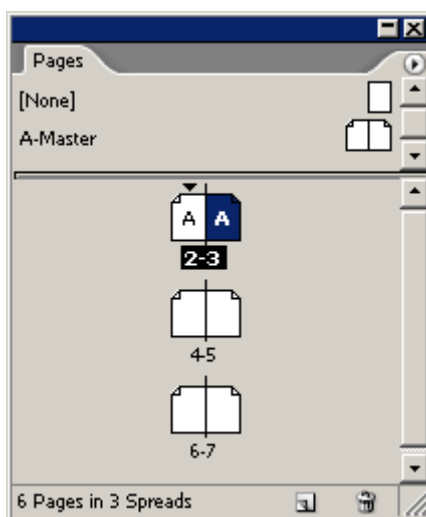 Pages
[None]
A-Master
A A
2-3
4-5
6-7
6 Pages in 3 Spreads